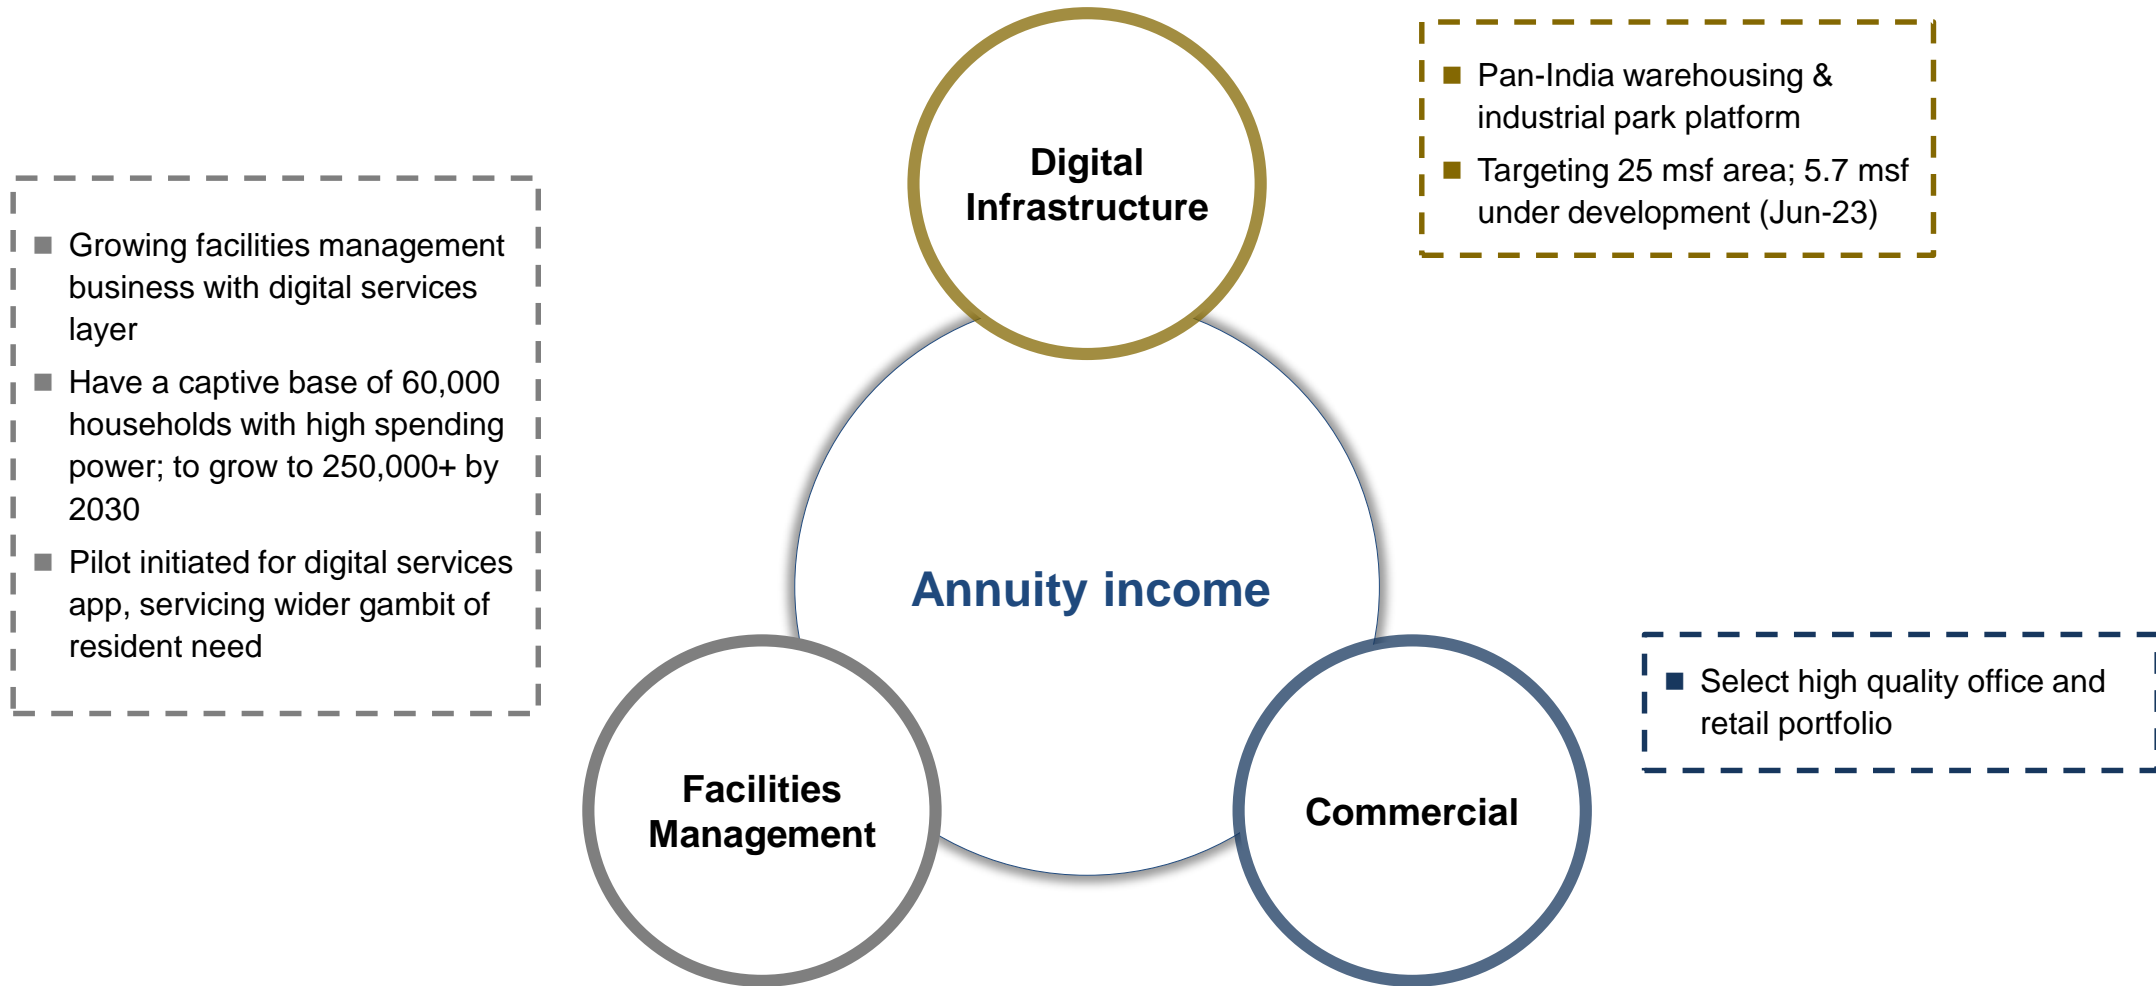 Digital
Infrastructure
Pan-India warehousing &
industrial park platform
Targeting 25 msf area; 5.7 msf
under development (Jun-23)
Growing facilities management
business with digital services
layer
Have a captive base of 60,000
households with high spending
power; to grow to 250,000+ by
2030
Pilot initiated for digital services
app, servicing wider gambit of
resident need
Annuity income
Facilities
Management
Commercial
Select high quality office and
retail portfolio